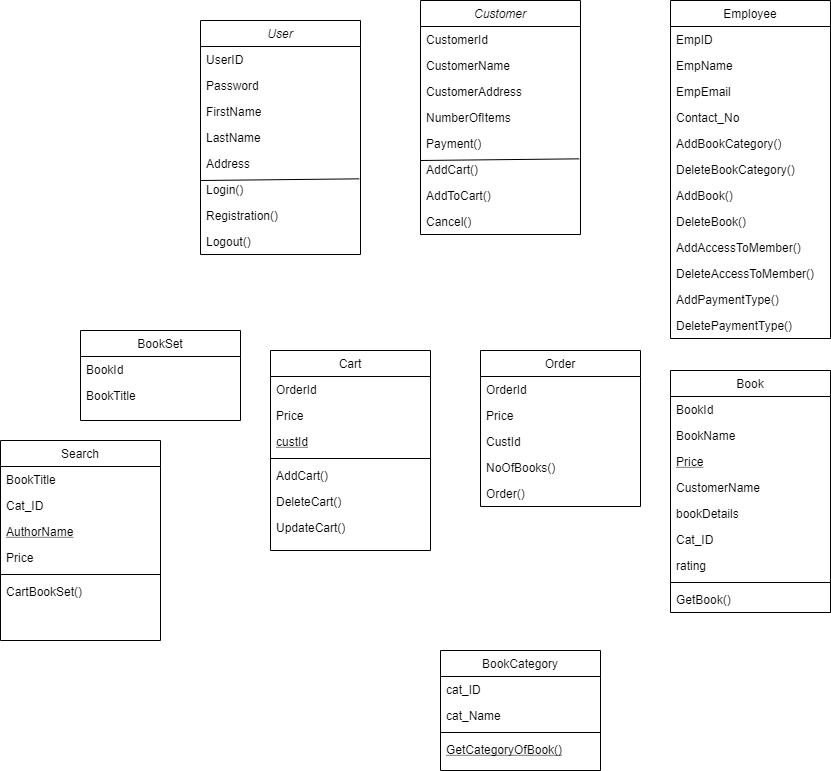 User
UserID
Password
FirstName
LastName
Address
Login()
Registration()
Logout()
Customer
CustomerId
CustomerName
CustomerAddress
NumberOfItems
Payment()
AddCart()
AddToCart()
Cancel()
Employee
EmpID
EmpName
EmpEmail
Contact_No
AddBookCategory()
DeleteBookCategory()
AddBook()
DeleteBook()
AddAccessToMember()
DeleteAccessToMember()
AddPaymentType()
DeletePaymentType()
BookSet
BookId
BookTitle
Search
BookTitle
Cat_ID
AuthorName
Price
CartBookSet()
Cart
OrderId
Price
custId
AddCart()
DeleteCart()
UpdateCart()
Order
OrderId
Price
CustId
NoOfBooks()
Order()
Book
BookId
BookName
Price
CustomerName
bookDetails
Cat_ID
rating
GetBook()
BookCategory
cat_ID
cat_Name
GetCategoryOfBook()